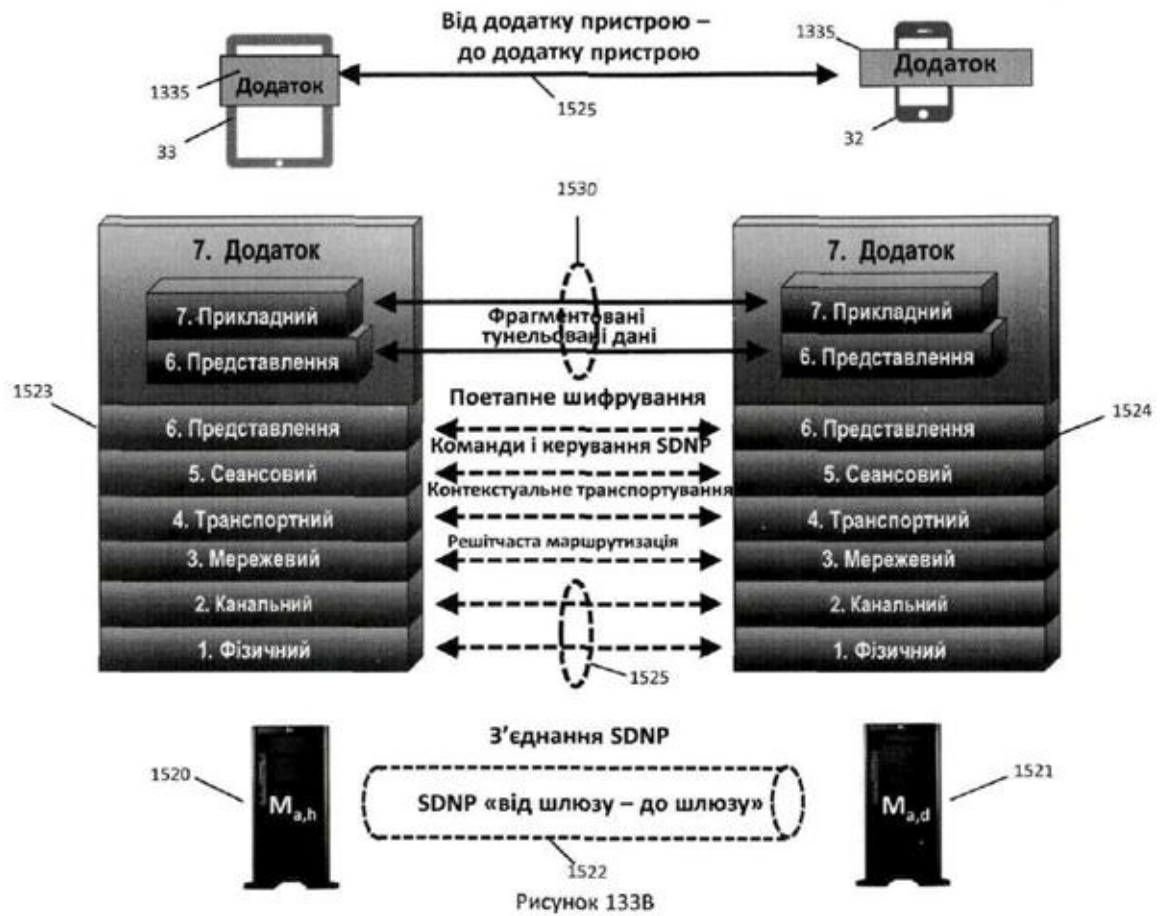 Від додатку пристрою –
до додатку пристрою
1335
Додаток
1335
Додаток
1525
33
32
1530
7. Додаток
7. Додаток
7. Прикладний
7. Прикладний
Фрагментовані
тунельовані дані
6. Представлення
6. Представлення
1523
1524
Поетапне шифрування
6. Представлення
6. Представлення
Команди і керування SDNP
5. Сеансовий
5. Сеансовий
Контекстуальне транспортування
4. Транспортний
4. Транспортний
Решітчаста маршрутизація
3. Мережевий
3. Мережевий
2. Канальний
2. Канальний
1. Фізичний
1. Фізичний
1525
З’єднання SDNP
1520
1521
Ma,h
SDNP «від шлюзу – до шлюзу»
Ma,d
1522
Рисунок 133В